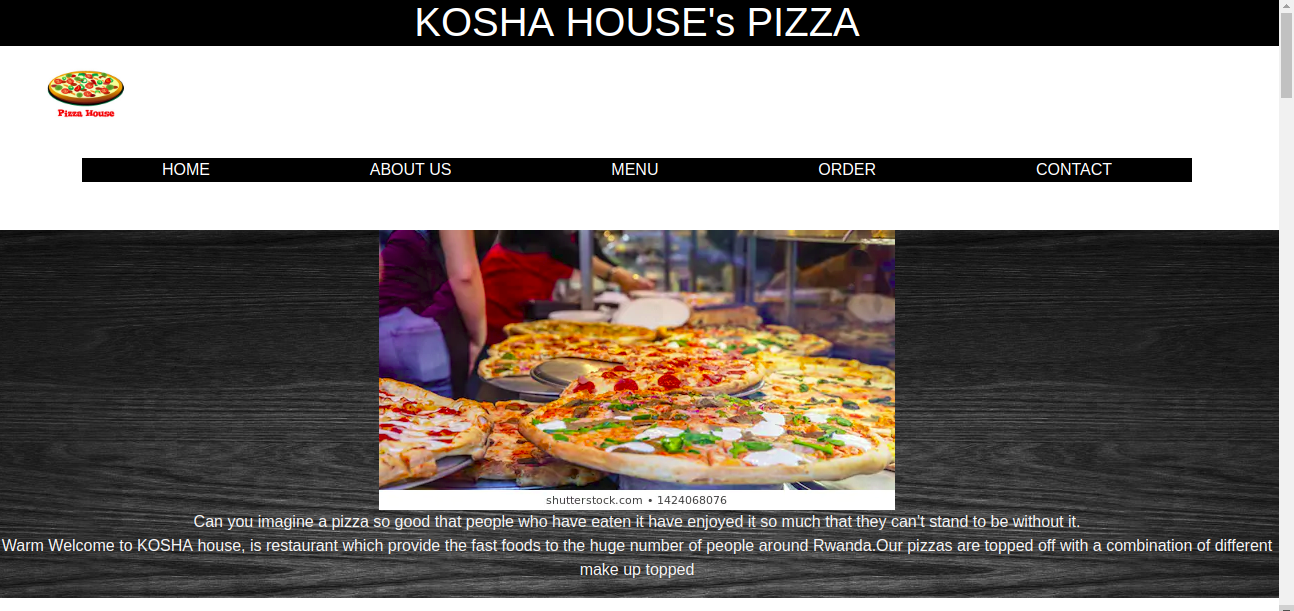 KOSHA HOUSE's PIZZA
Pizza House
HOME ABOUT US MENU ORDER CONTACT
shutterstock.com • 1424068076
Can you imagine a pizza so good that people who have eaten it have enjoyed it so much that they can't stand to be without it.
Warm Welcome to KOSHA house, is restaurant which provide the fast foods to the huge number of people around Rwanda.Our pizzas are topped off with a combination of different
make up topped